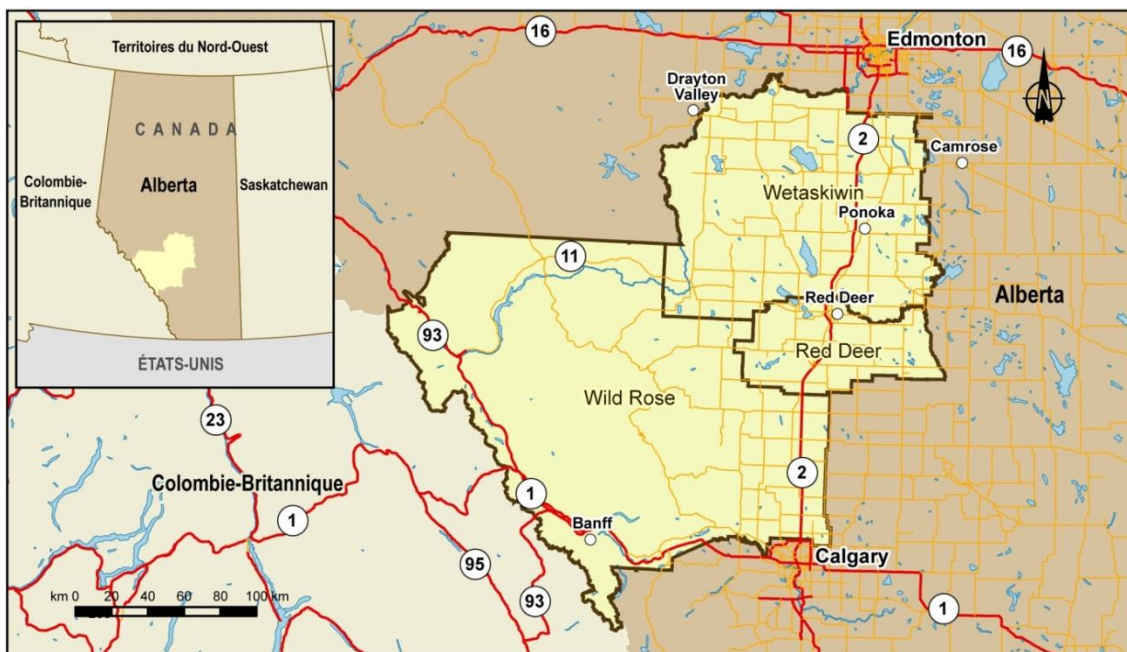 Territoires du Nord-Ouest
CANADA
Colombie-
Britannique
Alberta
Saskatchewan
ÉTATS-UNIS
16
Edmonton
16
Drayton
Valley
N
2
Camrose
Wetaskiwin
Ponoka
11
Red Deer
Alberta
93
Red Deer
Wild Rose
23
2
Colombie-Britannique
1
1
Banff
Calgary
95
93
1
km 0 20 40 60 80 100 km